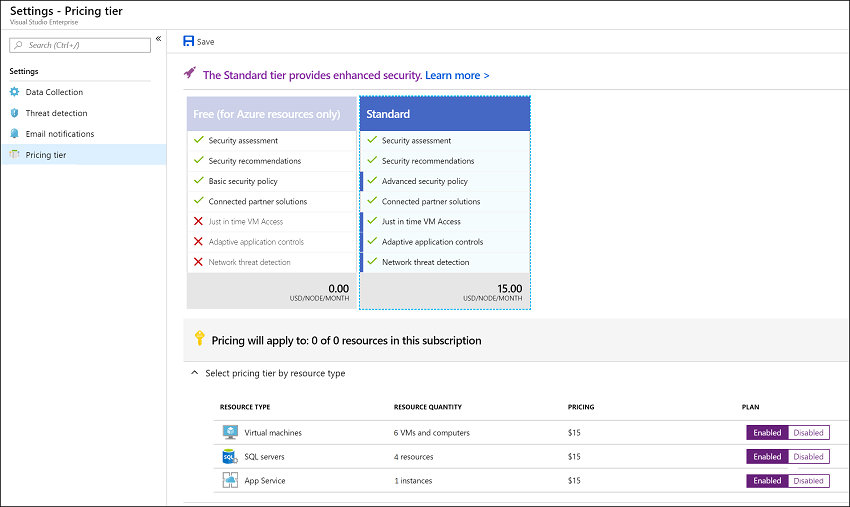 Settings - Pricing tier
Visual Studio Enterprise
Search (Ctrl+/)
«
Settings
Data Collection
Threat detection
Email notifications
Pricing tier
Save
The Standard tier provides enhanced security. Learn more >
Free (for Azure resources only)
Security assessment
Security recommendations
Basic security policy
Connected partner solutions
Just in time VM Access
Adaptive application controls
Network threat detection
0.00
USD/NODE/MONTH
Standard
Security assessment
Security recommendations
Advanced security policy
Connected partner solutions
Just in time VM Access
Adaptive application controls
Network threat detection
15.00
USD/NODE/MONTH
Pricing will apply to: 0 of 0 resources in this subscription
Select pricing tier by resource type
RESOURCE TYPE RESOURCE QUANTITY PRICING PLAN
Virtual machines 6 VMs and computers $15 Enabled Disabled
SQL SQL servers 4 resources $15 Enabled Disabled
App Service 1 instances $15 Enabled Disabled